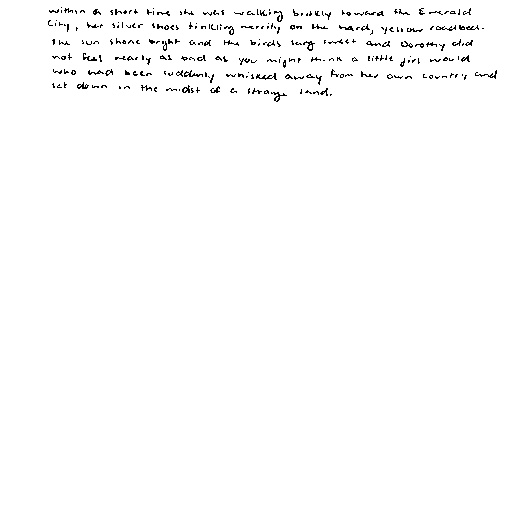 within a short time she was walking briskly toward the Emerald
City, her silver shoes tinkling merrily on the hard, yellow roadbed.
The sun shone bright and the birds sang sweet and Dorothy did
not feel nearly as bad as you might think a little girl would
who had been suddenly whisked away from her own country and
set down in the midst of a strange land.